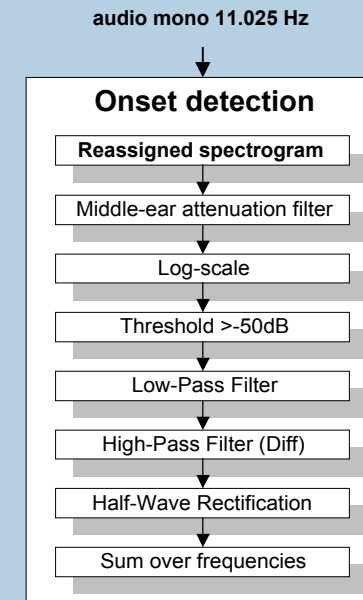 audio mono 11.025 Hz
Onset detection
Reassigned spectrogram
Middle-ear attenuation filter
Log-scale
Threshold >-50dB
Low-Pass Filter
High-Pass Filter (Diff)
Half-Wave Rectification
Sum over frequencies